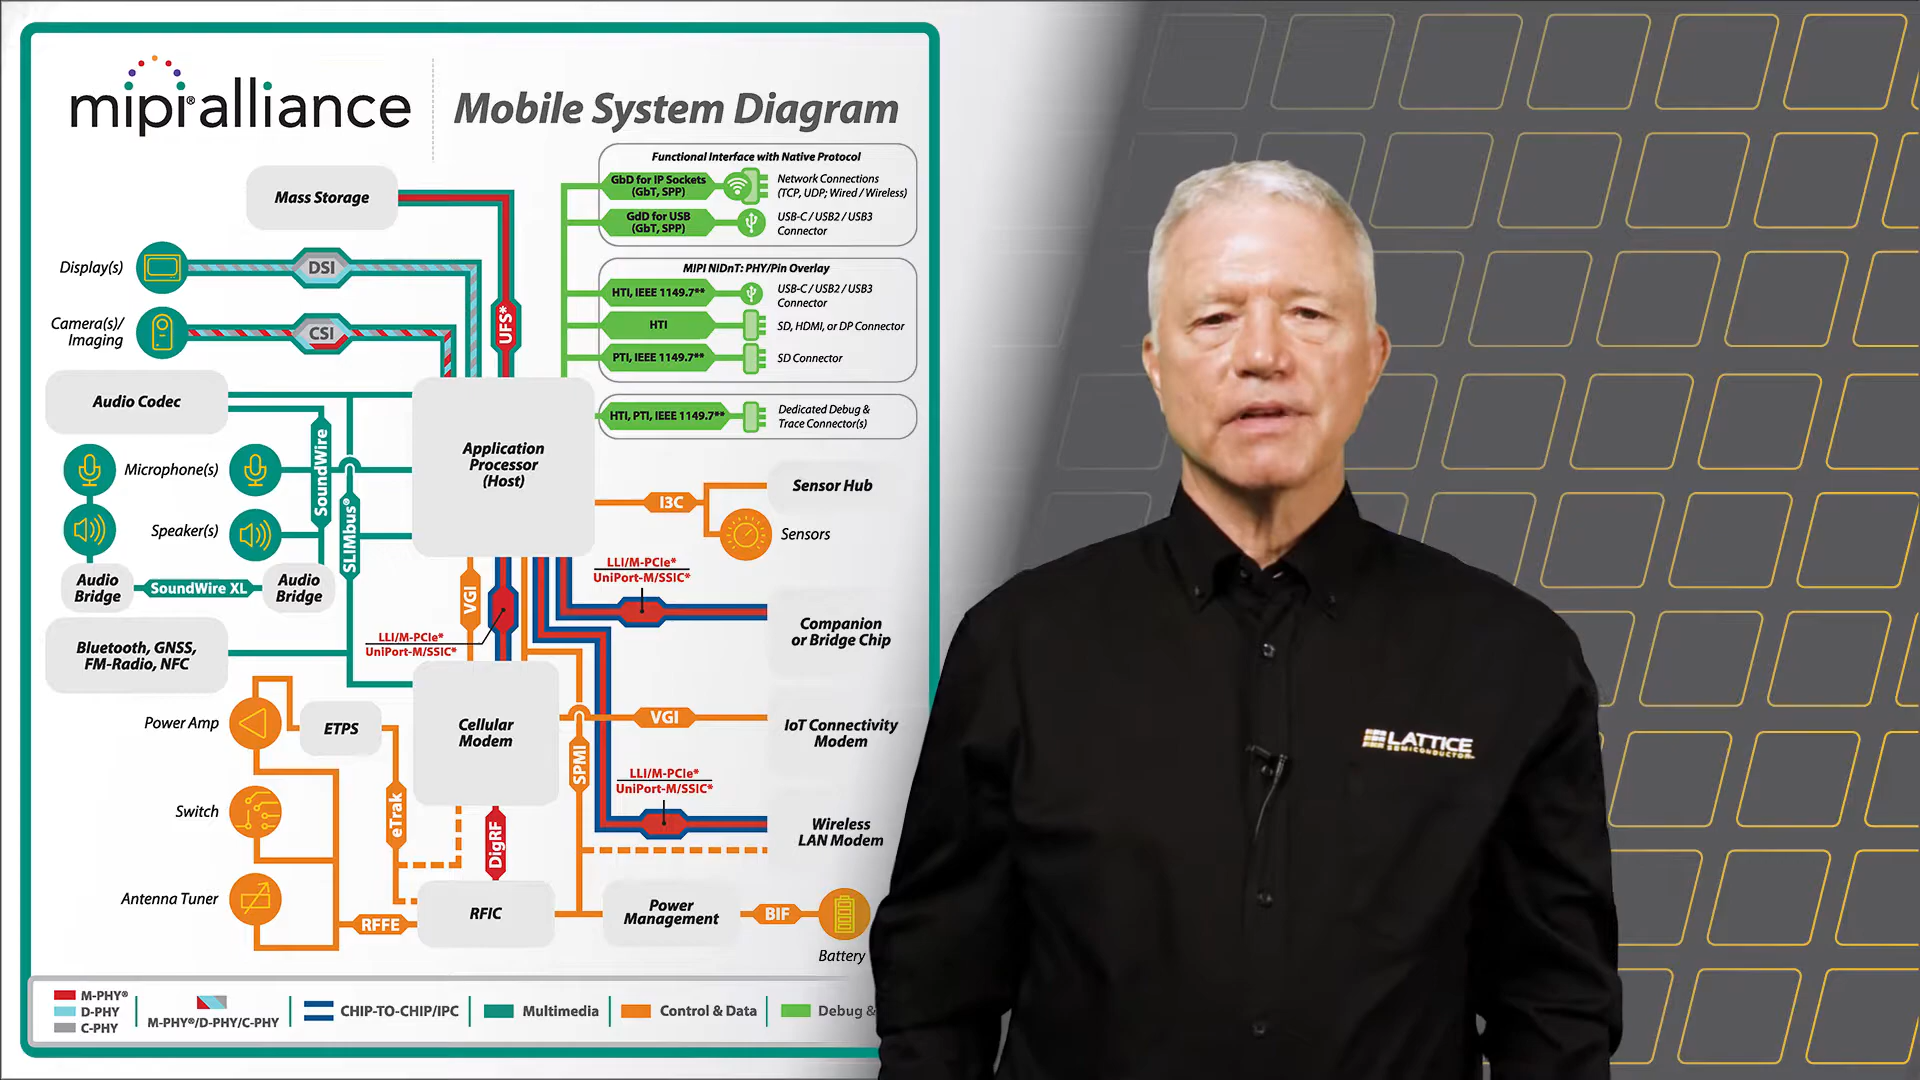 mipi® alliance
Mobile System Diagram
Functional Interface with Native Protocol
GbD for IP Sockets
(GbT, SPP)
Network Connections
(TCP, UDP; Wired / Wireless)
GdD for USB
(GbT, SPP)
USB-C / USB2 / USB3
Connector
Mass Storage
Display(s)
DSI
UFS*
MIPI NIDnT: PHY/Pin Overlay
HTI, IEEE 1149.7**
USB-C / USB2 / USB3
Connector
Camera(s)/
Imaging
CSI
HTI
SD, HDMI, or DP Connector
PTI, IEEE 1149.7**
SD Connector
Audio Codec
HTI, PTI, IEEE 1149.7**
Dedicated Debug &
Trace Connector(s)
Application
Processor
(Host)
Microphone(s)
SoundWire
SLIMbus®
Speaker(s)
I3C
Sensor Hub
Sensors
Audio
Bridge
SoundWire XL
Audio
Bridge
VGI
LLI/M-PCIe*
UniPort-M/SSIC*
Companion
or Bridge Chip
LLI/M-PCIe*
UniPort-M/SSIC*
Bluetooth, GNSS,
FM-Radio, NFC
Power Amp
ETPS
Cellular
Modem
VGI
IoT Connectivity
Modem
SPMI
LLI/M-PCIe*
UniPort-M/SSIC*
Switch
eTrak
DigRF
Wireless
LAN Modem
Antenna Tuner
RFFE
RFIC
Power
Management
BIF
Battery
M-PHY®
D-PHY
C-PHY
M-PHY®/D-PHY/C-PHY
CHIP-TO-CHIP/IPC
Multimedia
Control & Data
Debug &
LATTICE
SEMICONDUCTOR